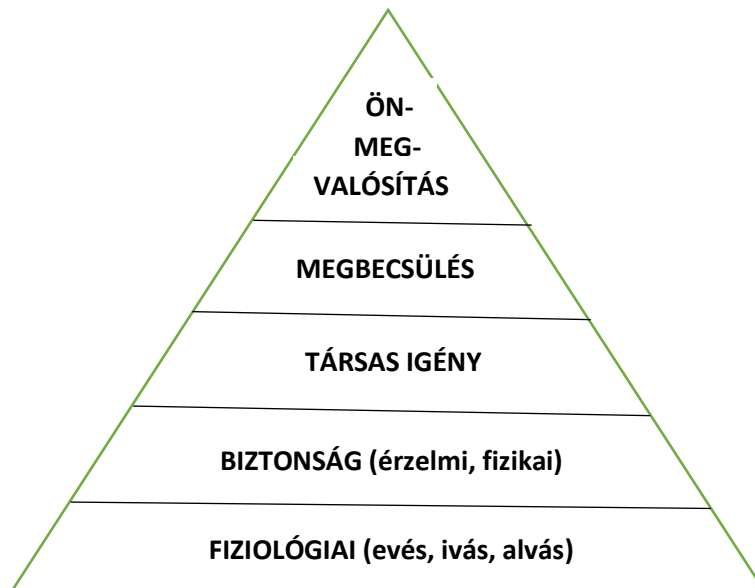 ÖN-
MEG-
VALÓSÍTÁS
MEGBECSÜLÉS
TÁRSAS IGÉNY
BIZTONSÁG (érzelmi, fizikai)
FIZIOLÓGIAI (evés, ivás, alvás)